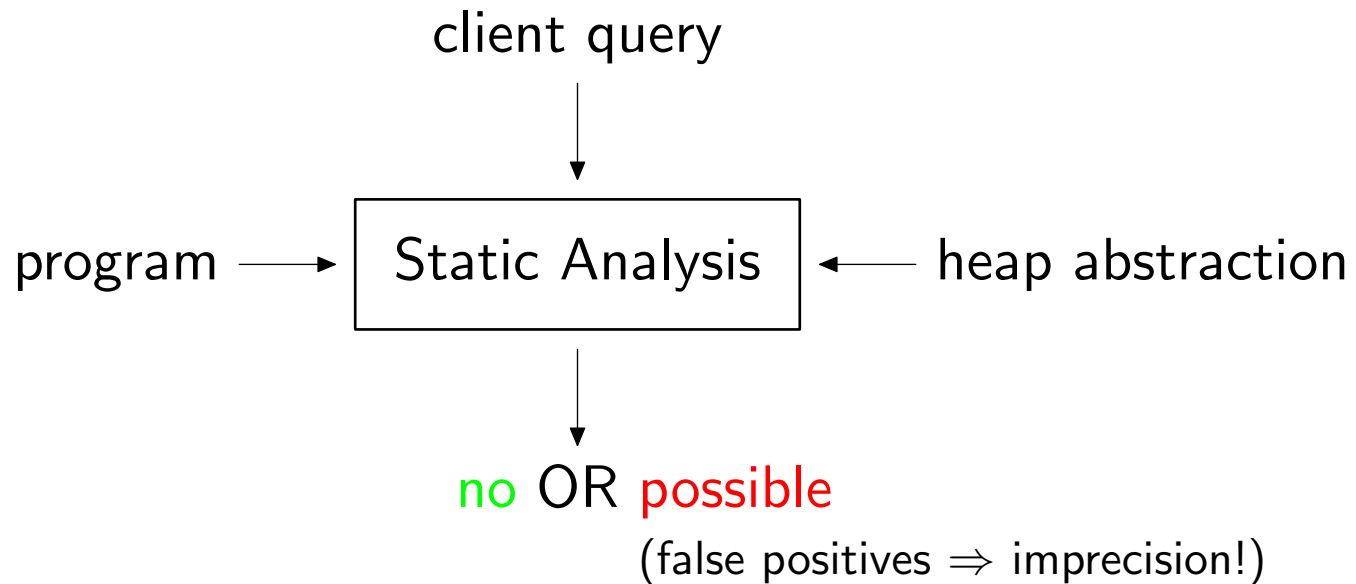 client query
program
Static Analysis
heap abstraction
no OR possible
(false positives ⇒ imprecision!)